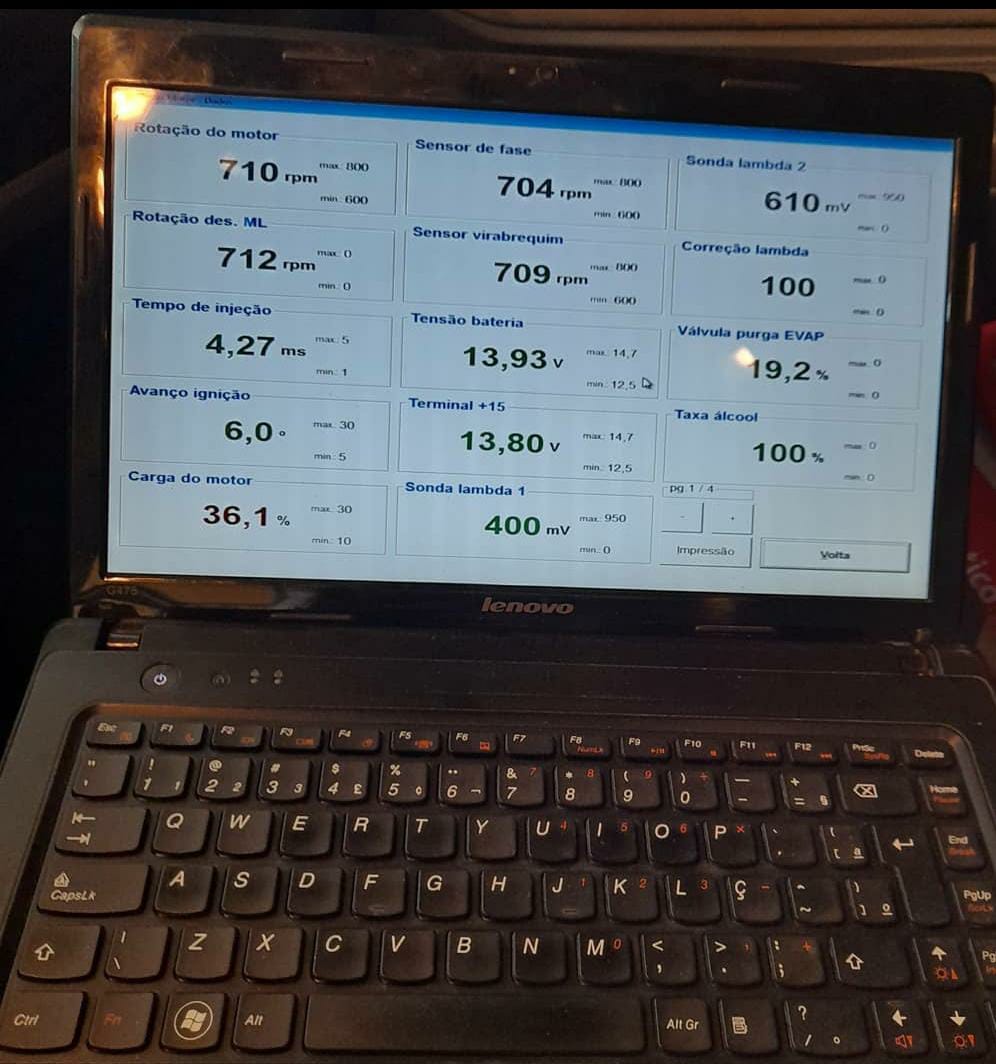 Rotação do motor
710 rpm
max: 800
min: 600
Rotação des. ML
712 rpm
max: 0
min: 0
Tempo de injeção
4,27 ms
max: 5
min: 1
Avanço ignição
6,0 °
max: 30
min: 5
Carga do motor
36,1 %
max: 30
min: 10
Sensor de fase
704 rpm
max: 800
min: 600
Sensor virabrequim
709 rpm
max: 800
min: 600
Tensão bateria
13,93 v
max: 14,7
min: 12,5
Terminal +15
13,80 v
max: 14,7
min: 12,5
Sonda lambda 1
400 mV
max: 950
min: 0
Sonda lambda 2
610 mV
max: 950
min: 0
Correção lambda
100
max: 0
min: 0
Válvula purga EVAP
19,2 %
max: 0
min: 0
Taxa álcool
100 %
max: 0
min: 0
pg 1 / 4
- +
Impressão
Volta
G475
lenovo
Esc F1 F2 F3 F4 F5 F6 F7 F8 NumLk F9 F10 F11 F12 PrtSc SysRq Delete
" ' ! 1 @ 2 # 3 $ 4 £ % 5 6 ¬ & 7 * 8 ( 9 ) 0 — - + = § Home
Q W E R T Y U 4 I 5 O 6 P End
CapsLk A S D F G H J 1 K 2 L 3 Ç ^ ~ PgUp
| \ Z X C V B N M 0 < , > . : ; Pg
Ctrl Fn Alt Alt Gr ? /